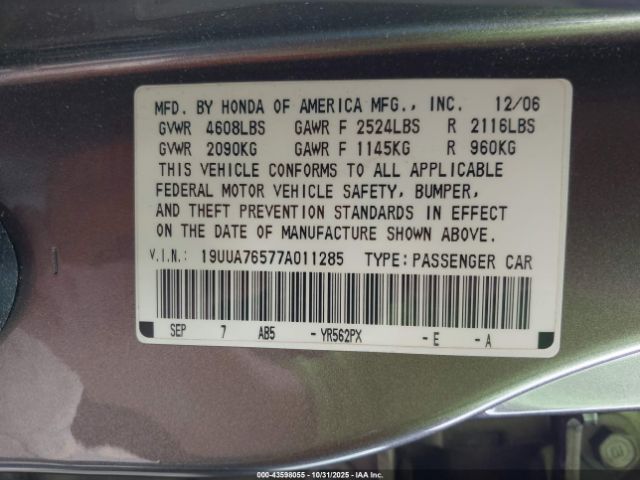 MFD. BY HONDA OF AMERICA MFG., INC. 12/06
GVWR 4608LBS GAWR F 2524LBS R 2116LBS
GVWR 2090KG GAWR F 1145KG R 960KG
THIS VEHICLE CONFORMS TO ALL APPLICABLE
FEDERAL MOTOR VEHICLE SAFETY, BUMPER,
AND THEFT PREVENTION STANDARDS IN EFFECT
ON THE DATE OF MANUFACTURE SHOWN ABOVE.
V.I.N.: 19UUA76577A011285 TYPE: PASSENGER CAR
SEP 7 AB5 - YR562PX - E - A
000-43598055 - 10/31/2025 - IAA Inc.